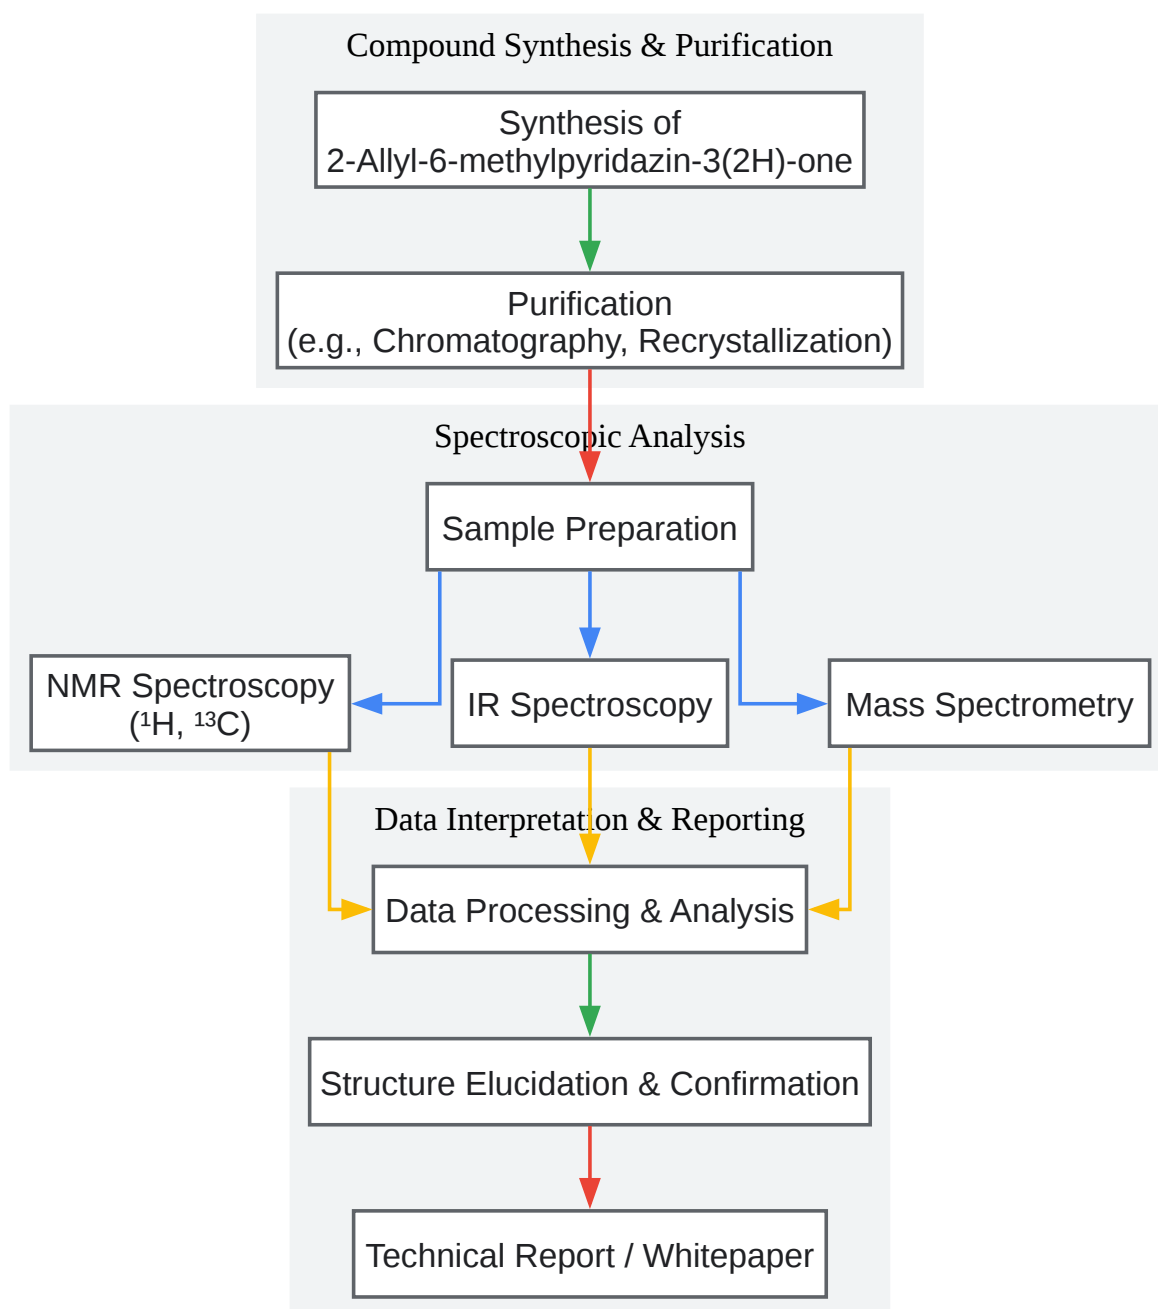 Compound Synthesis & Purification
Synthesis of
2-Allyl-6-methylpyridazin-3(2H)-one
Purification
(e.g., Chromatography, Recrystallization)
Spectroscopic Analysis
Sample Preparation
NMR Spectroscopy
(¹H, ¹³C)
IR Spectroscopy
Mass Spectrometry
Data Interpretation & Reporting
Data Processing & Analysis
Structure Elucidation & Confirmation
Technical Report / Whitepaper